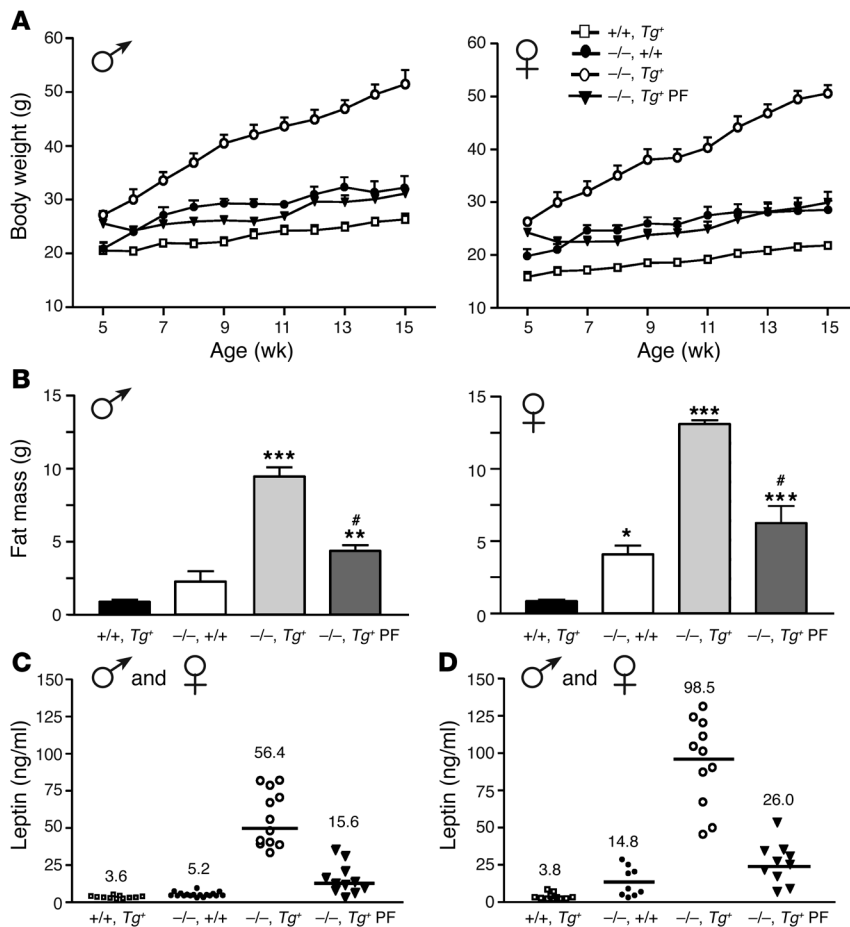 A
+/+, Tg+
−/−, +/+
−/−, Tg+
−/−, Tg+ PF
Body weight (g)
60
50
40
30
20
10
5 7 9 11 13 15
Age (wk)
60
50
40
30
20
10
5 7 9 11 13 15
Age (wk)
B
Fat mass (g)
15
10
5
0
***
#
**
+/+, Tg+ −/−, +/+ −/−, Tg+ −/−, Tg+ PF
15
10
5
0
*
***
#
***
+/+, Tg+ −/−, +/+ −/−, Tg+ −/−, Tg+ PF
C
and
Leptin (ng/ml)
150
125
100
75
50
25
0
3.6
5.2
56.4
15.6
+/+, Tg+ −/−, +/+ −/−, Tg+ −/−, Tg+ PF
D
and
Leptin (ng/ml)
150
125
100
75
50
25
0
3.8
14.8
98.5
26.0
+/+, Tg+ −/−, +/+ −/−, Tg+ −/−, Tg+ PF